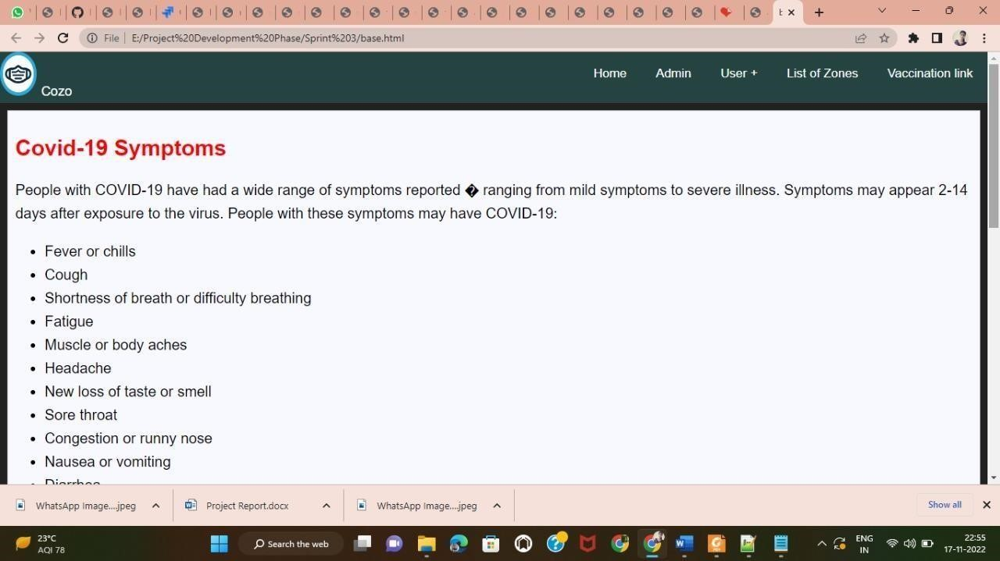 File
E:/Project%20Development%20Phase/Sprint%203/base.html
Cozo
Home
Admin
User +
List of Zones
Vaccination link
Covid-19 Symptoms
People with COVID-19 have had a wide range of symptoms reported � ranging from mild symptoms to severe illness. Symptoms may appear 2-14
days after exposure to the virus. People with these symptoms may have COVID-19:
• Fever or chills
• Cough
• Shortness of breath or difficulty breathing
• Fatigue
• Muscle or body aches
• Headache
• New loss of taste or smell
• Sore throat
• Congestion or runny nose
• Nausea or vomiting
• Diarrhea
WhatsApp Image....jpeg
Project Report.docx
WhatsApp Image....jpeg
Show all
23°C
AQI 78
Search the web
ENG
IN
22:55
17-11-2022